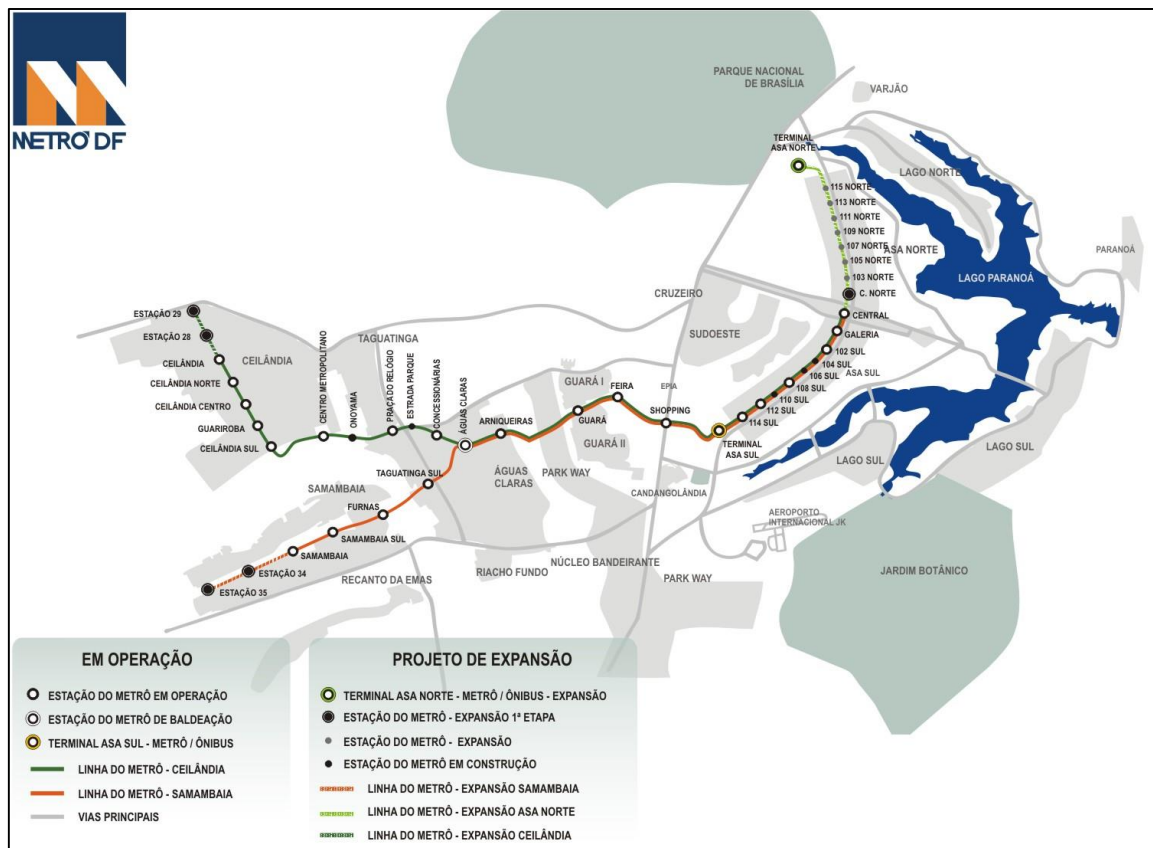 METRÔ DF
PARQUE NACIONAL
DE BRASÍLIA
VARJÃO
TERMINAL
ASA NORTE
LAGO NORTE
115 NORTE
113 NORTE
111 NORTE
109 NORTE
107 NORTE
105 NORTE
103 NORTE
C. NORTE
ASA NORTE
PARANOÁ
LAGO PARANOÁ
CRUZEIRO
SUDOESTE
CENTRAL
GALERIA
102 SUL
104 SUL
106 SUL
108 SUL
110 SUL
112 SUL
114 SUL
ASA SUL
TERMINAL
ASA SUL
ESTAÇÃO 29
ESTAÇÃO 28
CEILÂNDIA
CEILÂNDIA
CEILÂNDIA NORTE
CEILÂNDIA CENTRO
GUARIROBA
CEILÂNDIA SUL
TAGUATINGA
CENTRO METROPOLITANO
ONOYAMA
PRAÇA DO RELÓGIO
ESTRADA PARQUE
CONCESSIONÁRIAS
ÁGUAS CLARAS
ARNIQUEIRAS
GUARÁ I
GUARÁ
FEIRA
GUARÁ II
EPIA
SHOPPING
LAGO SUL
LAGO SUL
TAGUATINGA SUL
ÁGUAS
CLARAS
PARK WAY
CANDANGOLÂNDIA
SAMAMBAIA
FURNAS
SAMAMBAIA SUL
SAMAMBAIA
ESTAÇÃO 34
ESTAÇÃO 35
AEROPORTO
INTERNACIONAL JK
RECANTO DA EMAS
RIACHO FUNDO
NÚCLEO BANDEIRANTE
PARK WAY
JARDIM BOTÂNICO
EM OPERAÇÃO
ESTAÇÃO DO METRÔ EM OPERAÇÃO
ESTAÇÃO DO METRÔ DE BALDEAÇÃO
TERMINAL ASA SUL - METRÔ / ÔNIBUS
LINHA DO METRÔ - CEILÂNDIA
LINHA DO METRÔ - SAMAMBAIA
VIAS PRINCIPAIS
PROJETO DE EXPANSÃO
TERMINAL ASA NORTE - METRÔ / ÔNIBUS - EXPANSÃO
ESTAÇÃO DO METRÔ - EXPANSÃO 1ª ETAPA
ESTAÇÃO DO METRÔ - EXPANSÃO
ESTAÇÃO DO METRÔ EM CONSTRUÇÃO
LINHA DO METRÔ - EXPANSÃO SAMAMBAIA
LINHA DO METRÔ - EXPANSÃO ASA NORTE
LINHA DO METRÔ - EXPANSÃO CEILÂNDIA